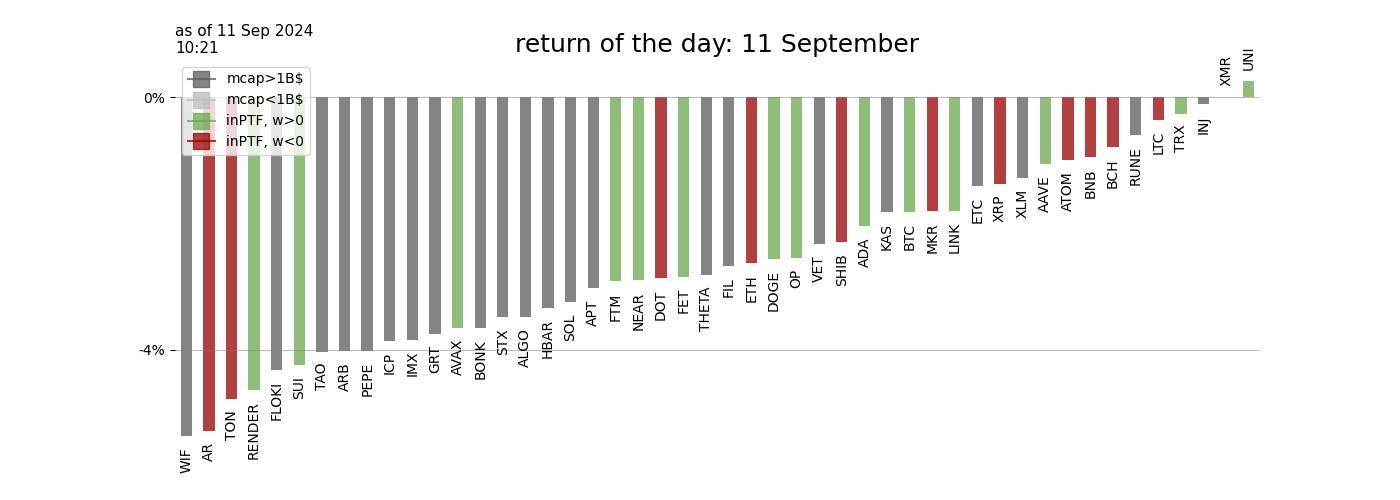 as of 11 Sep 2024
10:21
return of the day: 11 September
mcap>1B$
mcap<1B$
inPTF, w>0
inPTF, w<0
0%
-4%
WIF
AR
TON
RENDER
FLOKI
SUI
TAO
ARB
PEPE
ICP
IMX
GRT
AVAX
BONK
STX
ALGO
HBAR
SOL
APT
FTM
NEAR
DOT
FET
THETA
FIL
ETH
DOGE
OP
VET
SHIB
ADA
KAS
BTC
MKR
LINK
ETC
XRP
XLM
AAVE
ATOM
BNB
BCH
RUNE
LTC
TRX
INJ
XMR
UNI